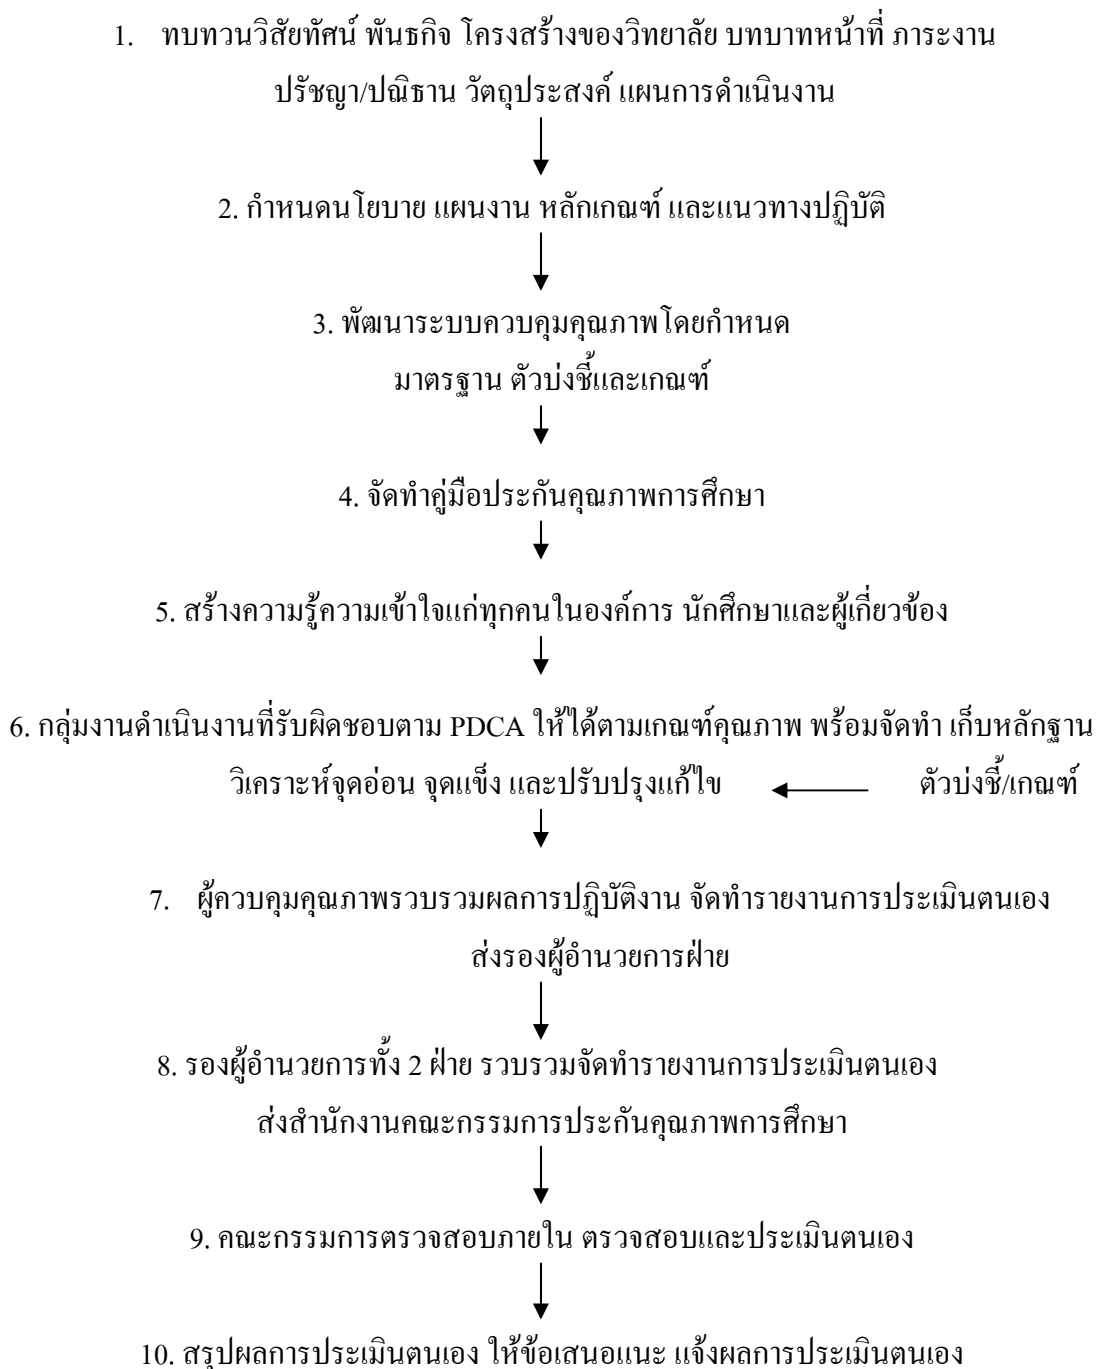 1. ทบทวนวิสัยทัศน์ พันธกิจ โครงสร้างของวิทยาลัย บทบาทหน้าที่ ภาระงาน
ปรัชญา/ปณิธาน วัตถุประสงค์ แผนการดำเนินงาน
2. กำหนดนโยบาย แผนงาน หลักเกณฑ์ และแนวทางปฏิบัติ
3. พัฒนาระบบควบคุมคุณภาพโดยกำหนด
มาตรฐาน ตัวบ่งชี้และเกณฑ์
4. จัดทำคู่มือประกันคุณภาพการศึกษา
5. สร้างความรู้ความเข้าใจแก่ทุกคนในองค์การ นักศึกษาและผู้เกี่ยวข้อง
6. กลุ่มงานดำเนินงานที่รับผิดชอบตาม PDCA ให้ได้ตามเกณฑ์คุณภาพ พร้อมจัดทำ เก็บหลักฐาน
วิเคราะห์จุดอ่อน จุดแข็ง และปรับปรุงแก้ไข ตัวบ่งชี้/เกณฑ์
7. ผู้ควบคุมคุณภาพรวบรวมผลการปฏิบัติงาน จัดทำรายงานการประเมินตนเอง
ส่งรองผู้อำนวยการฝ่าย
8. รองผู้อำนวยการทั้ง 2 ฝ่าย รวบรวมจัดทำรายงานการประเมินตนเอง
ส่งสำนักงานคณะกรรมการประกันคุณภาพการศึกษา
9. คณะกรรมการตรวจสอบภายใน ตรวจสอบและประเมินตนเอง
10. สรุปผลการประเมินตนเอง ให้ข้อเสนอแนะ แจ้งผลการประเมินตนเอง